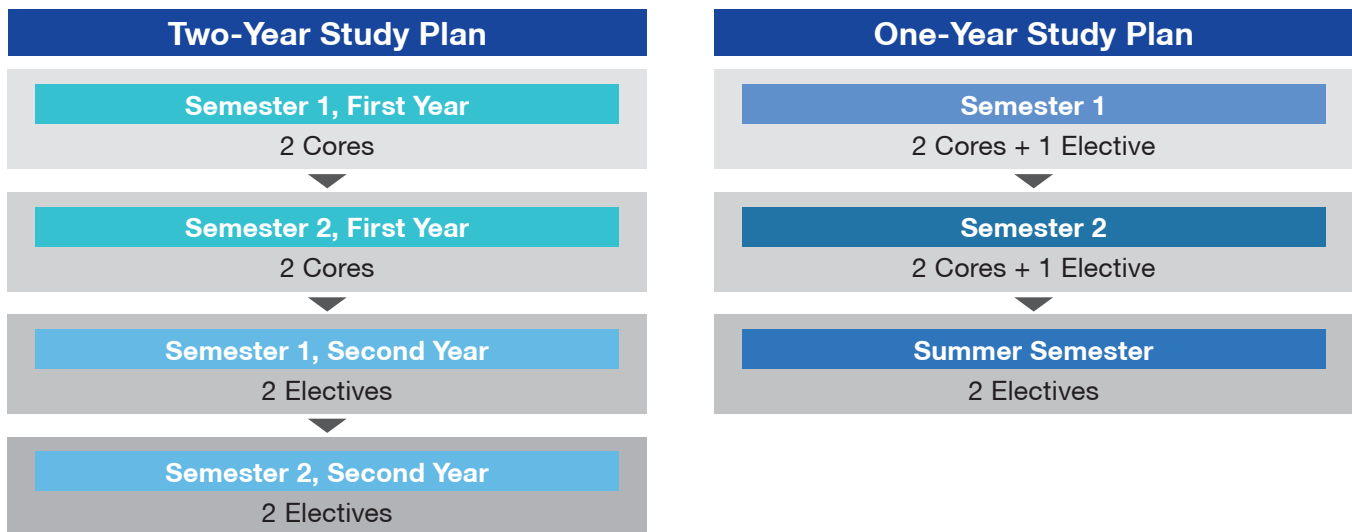 Two-Year Study Plan
Semester 1, First Year
2 Cores
Semester 2, First Year
2 Cores
Semester 1, Second Year
2 Electives
Semester 2, Second Year
2 Electives
One-Year Study Plan
Semester 1
2 Cores + 1 Elective
Semester 2
2 Cores + 1 Elective
Summer Semester
2 Electives